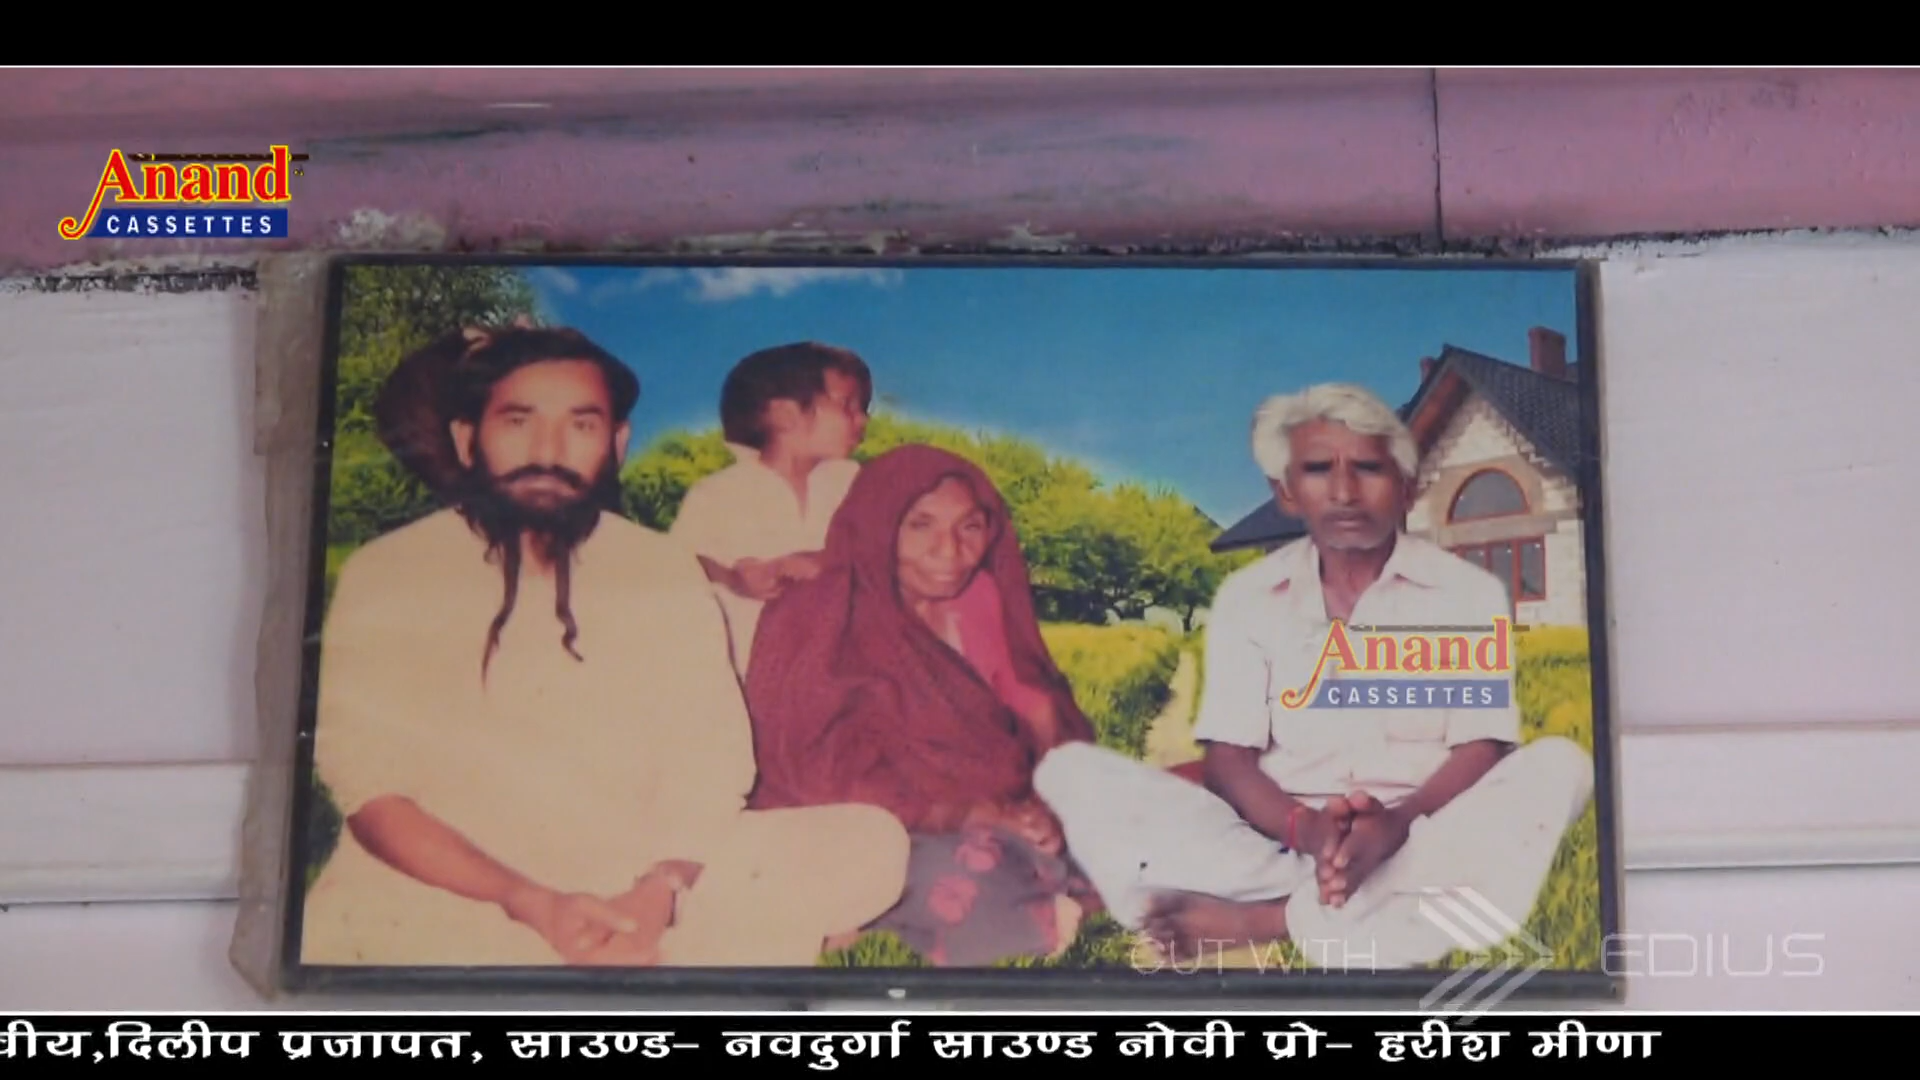 Anand
CASSETTES
Anand
CASSETTES
CUT WITH EDIUS
वीय,दिलीप प्रजापत, साउण्ड- नवदुर्गा साउण्ड नोवी प्रो- हरीश मीणा